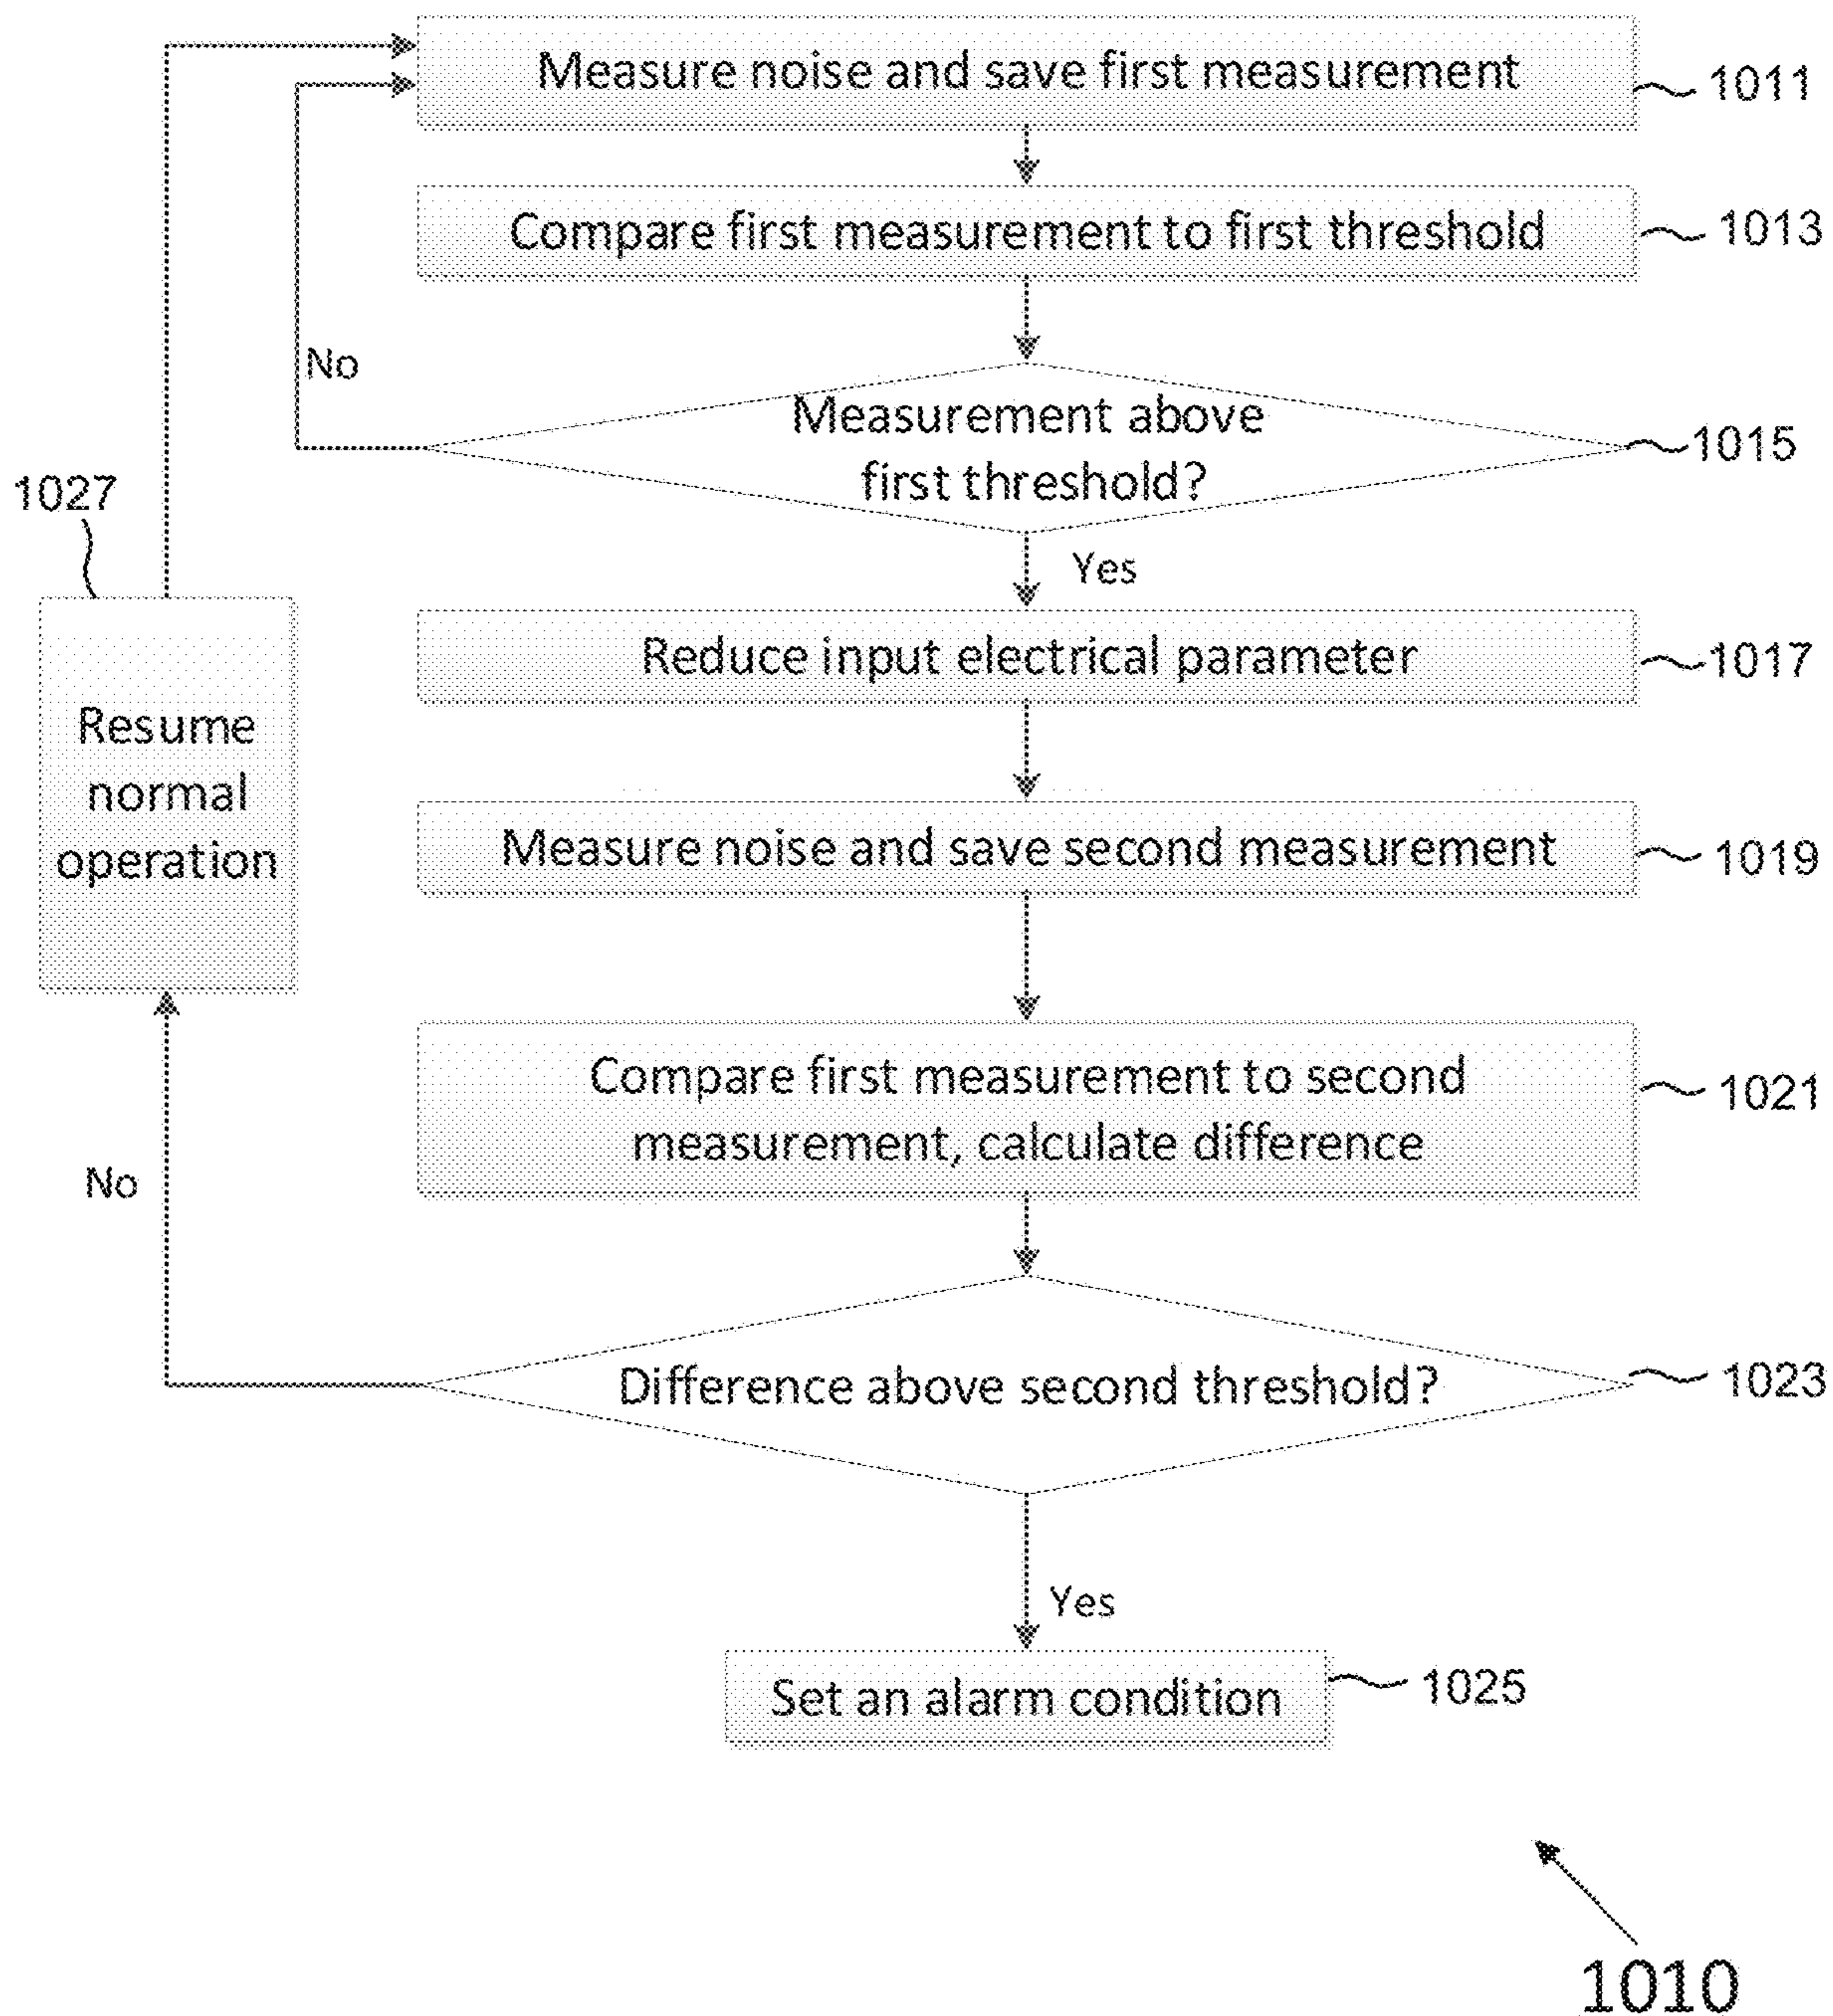 Measure noise and save first measurement
1011
Compare first measurement to first threshold
1013
No
Measurement above
first threshold?
1015
1027
Yes
Reduce input electrical parameter
1017
Resume
normal
operation
Measure noise and save second measurement
1019
Compare first measurement to second
measurement, calculate difference
1021
No
Difference above second threshold?
1023
Yes
Set an alarm condition
1025
1010